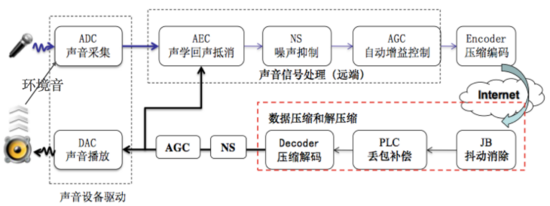 ADC
声音采集
AEC
声学回声抵消
NS
噪声抑制
AGC
自动增益控制
Encoder
压缩编码
声音信号处理（远端）
环境音
Internet
数据压缩和解压缩
DAC
声音播放
AGC
NS
Decoder
压缩解码
PLC
丢包补偿
JB
抖动消除
声音设备驱动